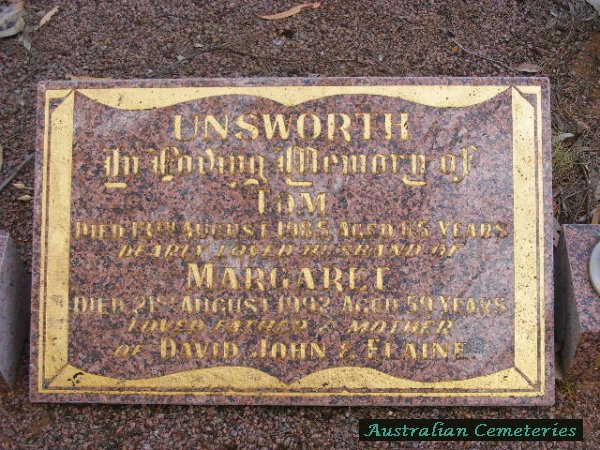 UNSWORTH
In Loving Memory of
TOM
DIED 13TH AUGUST 1985 AGED 65 YEARS
DEARLY LOVED HUSBAND OF
MARGARET
DIED 21ST AUGUST 1992 AGED 59 YEARS
LOVED FATHER & MOTHER
OF DAVID JOHN & ELAINE
Australian Cemeteries